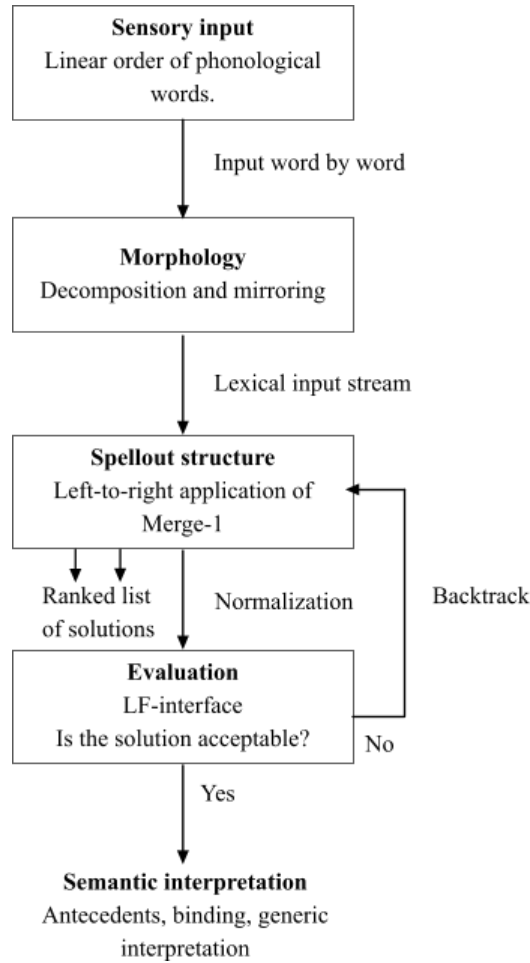 Sensory input
Linear order of phonological
words.
Input word by word
Morphology
Decomposition and mirroring
Lexical input stream
Spellout structure
Left-to-right application of
Merge-1
Ranked list
of solutions
Normalization
Backtrack
Evaluation
LF-interface
Is the solution acceptable?
No
Yes
Semantic interpretation
Antecedents, binding, generic
interpretation